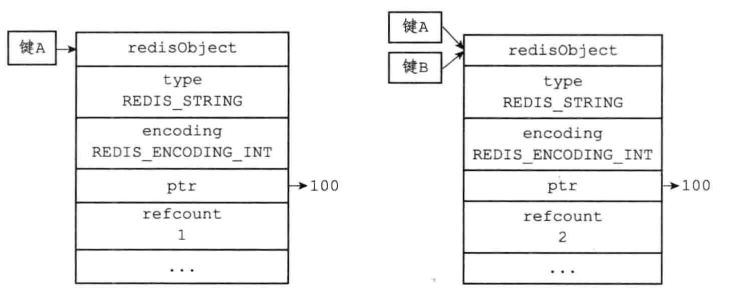 键A
redisObject
type
REDIS_STRING
encoding
REDIS_ENCODING_INT
ptr
100
refcount
1
...
键A
键B
redisObject
type
REDIS_STRING
encoding
REDIS_ENCODING_INT
ptr
100
refcount
2
...